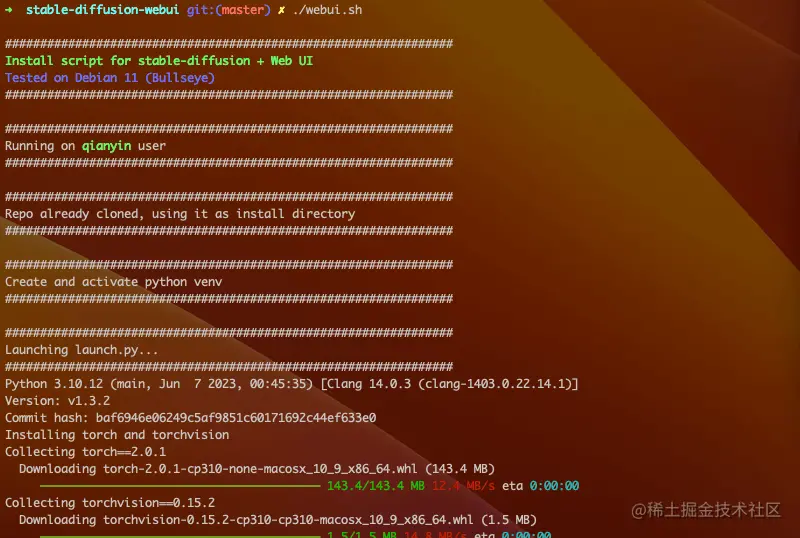 ➜ stable-diffusion-webui git:(master) ✗ ./webui.sh
################################################################
Install script for stable-diffusion + Web UI
Tested on Debian 11 (Bullseye)
################################################################
################################################################
Running on qianyin user
################################################################
################################################################
Repo already cloned, using it as install directory
################################################################
################################################################
Create and activate python venv
################################################################
################################################################
Launching launch.py...
################################################################
Python 3.10.12 (main, Jun  7 2023, 00:45:35) [Clang 14.0.3 (clang-1403.0.22.14.1)]
Version: v1.3.2
Commit hash: baf6946e06249c5af9851c60171692c44ef633e0
Installing torch and torchvision
Collecting torch==2.0.1
Downloading torch-2.0.1-cp310-none-macosx_10_9_x86_64.whl (143.4 MB)
143.4/143.4 MB 12.4 MB/s eta 0:00:00
Collecting torchvision==0.15.2
Downloading torchvision-0.15.2-cp310-cp310-macosx_10_9_x86_64.whl (1.5 MB)
1.5/1.5 MB 14.8 MB/s eta 0:00:00
@稀土掘金技术社区